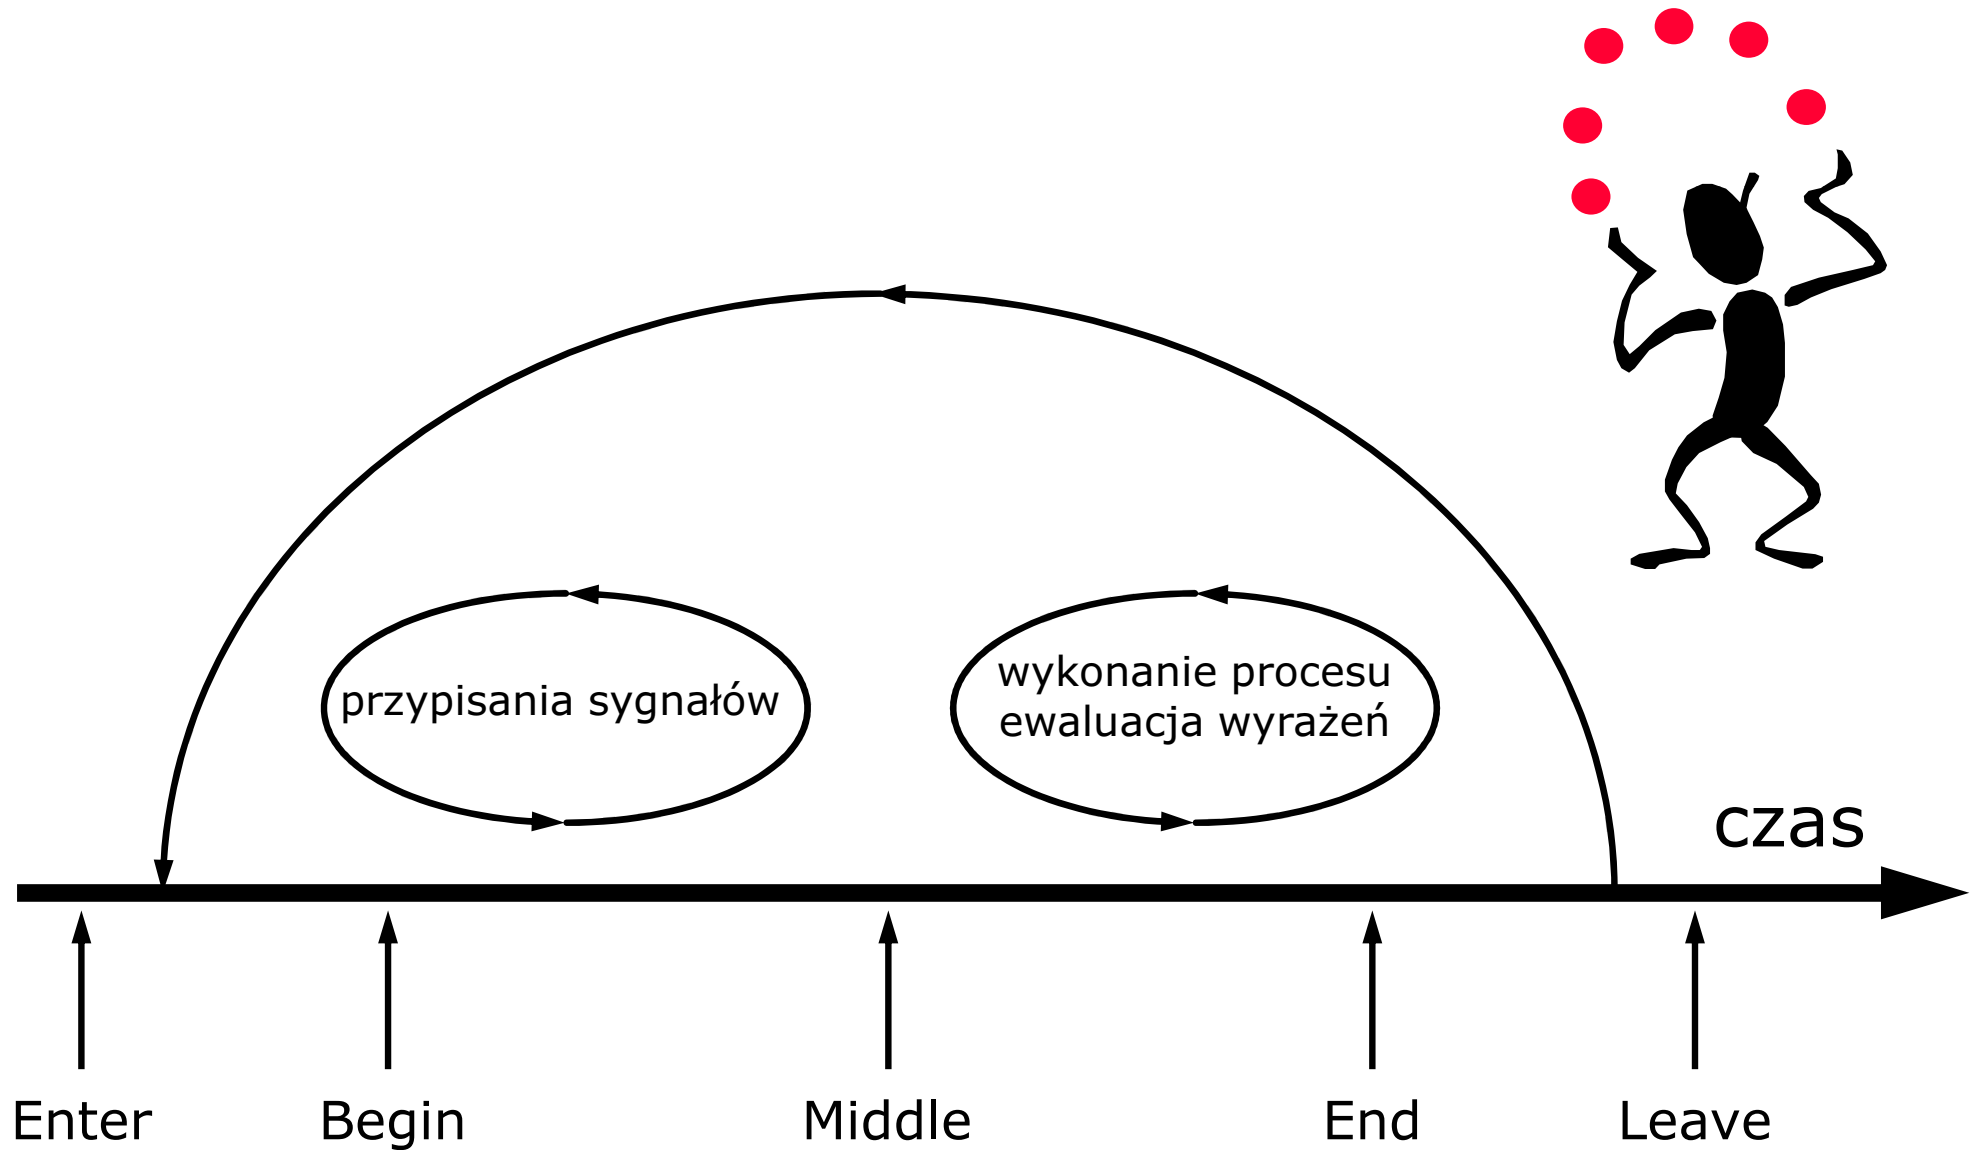 przypisania sygnałów
wykonanie procesu
ewaluacja wyrażeń
czas
Enter
Begin
Middle
End
Leave